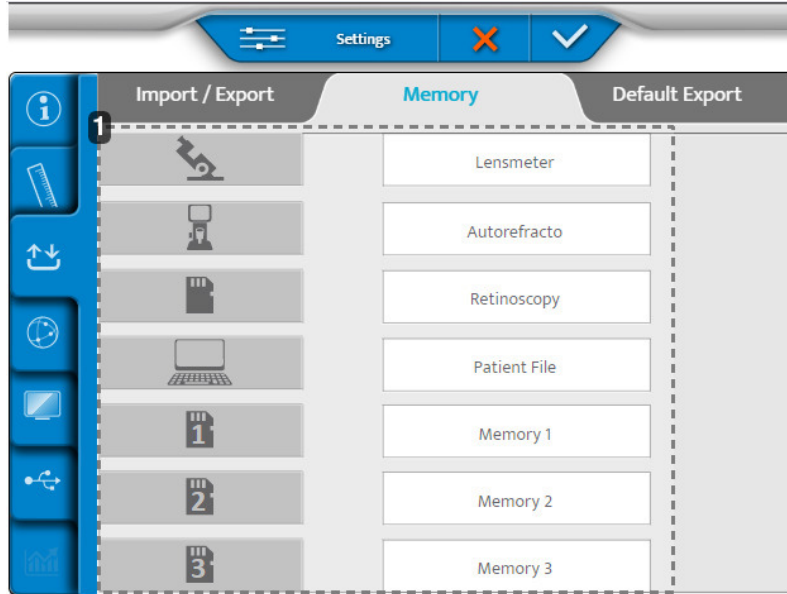 Settings
Import / Export
Memory
Default Export
1
Lensmeter
Autorefracto
Retinoscopy
Patient File
1
Memory 1
2
Memory 2
3
Memory 3